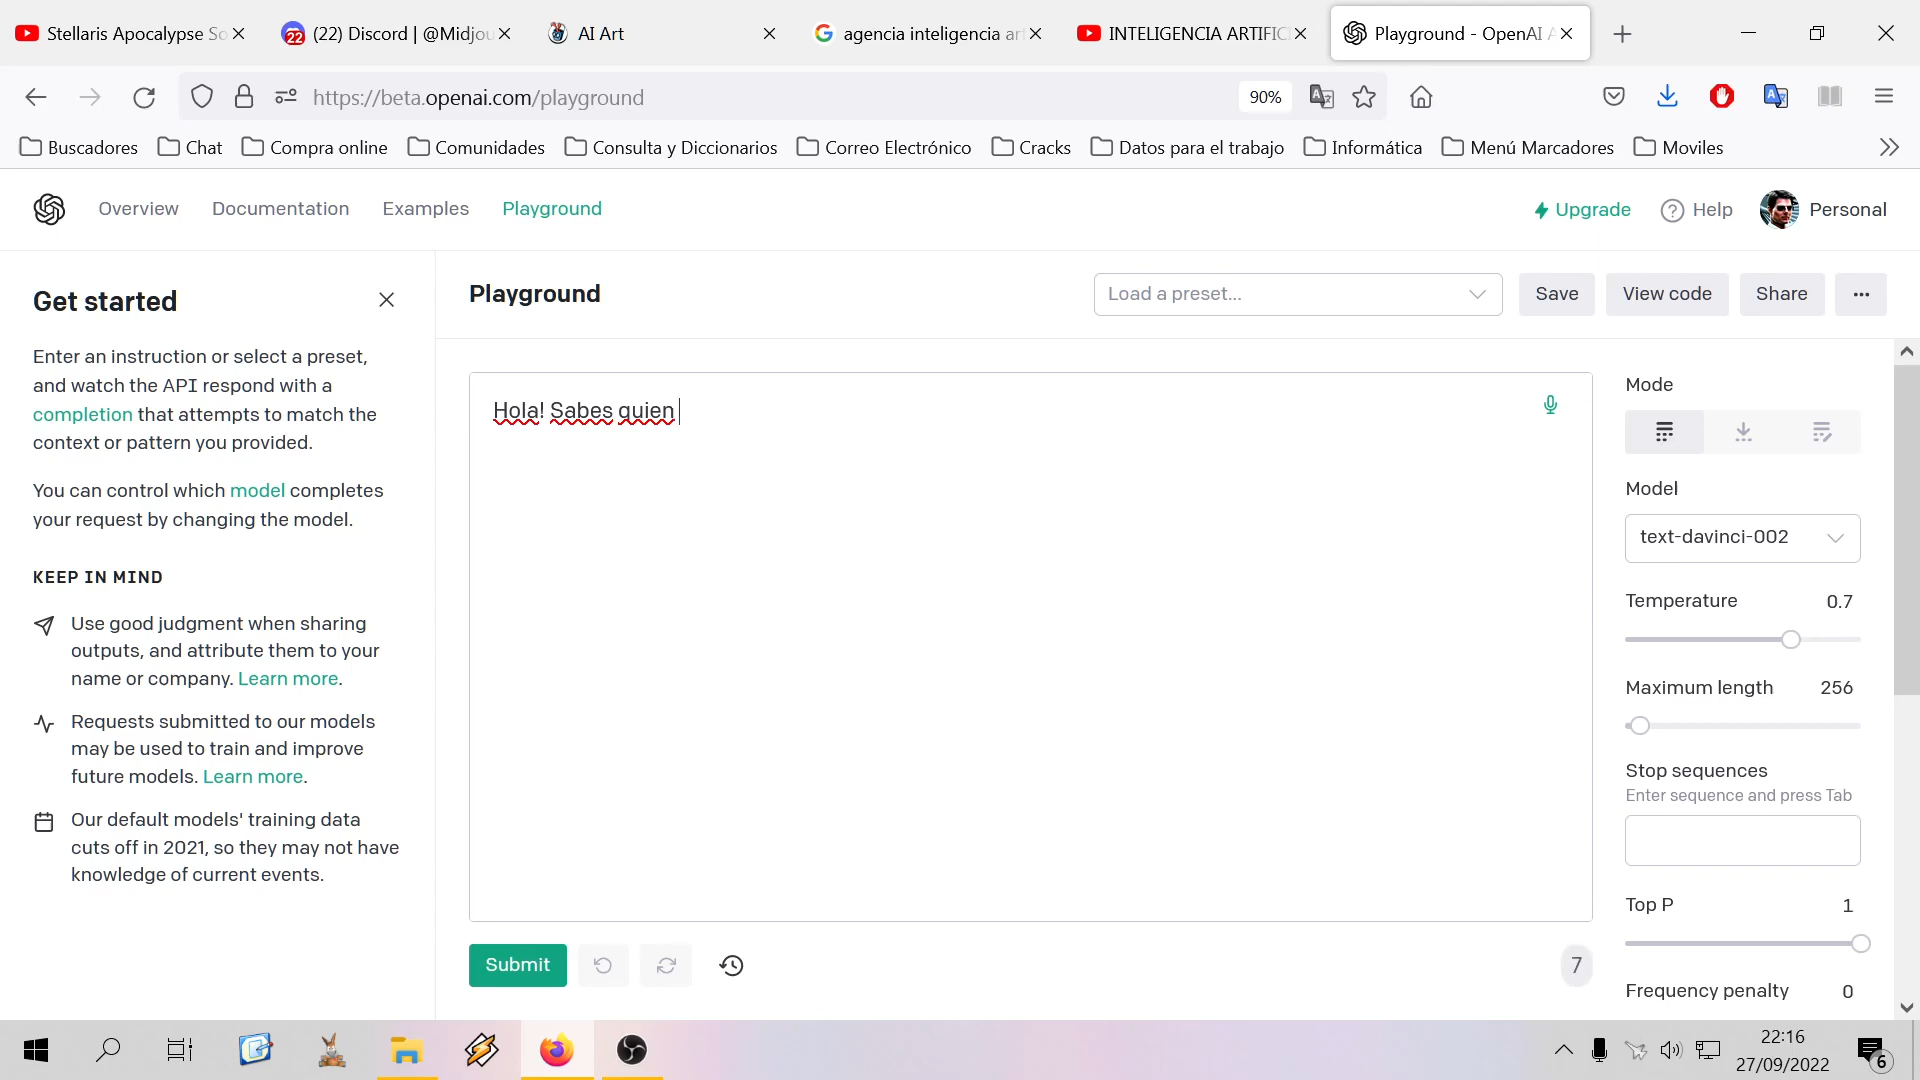 Stellaris Apocalypse So
(22) Discord | @Midjou
AI Art
agencia inteligencia ar
INTELIGENCIA ARTIFICI
Playground - OpenAI A
https://beta.openai.com/playground
90%
Buscadores
Chat
Compra online
Comunidades
Consulta y Diccionarios
Correo Electrónico
Cracks
Datos para el trabajo
Informática
Menú Marcadores
Moviles
Overview
Documentation
Examples
Playground
Upgrade
Help
Personal
Get started
Enter an instruction or select a preset,
and watch the API respond with a
completion that attempts to match the
context or pattern you provided.
You can control which model completes
your request by changing the model.
KEEP IN MIND
Use good judgment when sharing
outputs, and attribute them to your
name or company. Learn more.
Requests submitted to our models
may be used to train and improve
future models. Learn more.
Our default models' training data
cuts off in 2021, so they may not have
knowledge of current events.
Playground
Load a preset...
Save
View code
Share
...
Hola! Sabes quien
Submit
7
Mode
Model
text-davinci-002
Temperature 0.7
Maximum length 256
Stop sequences
Enter sequence and press Tab
Top P 1
Frequency penalty 0
22:16
27/09/2022
6